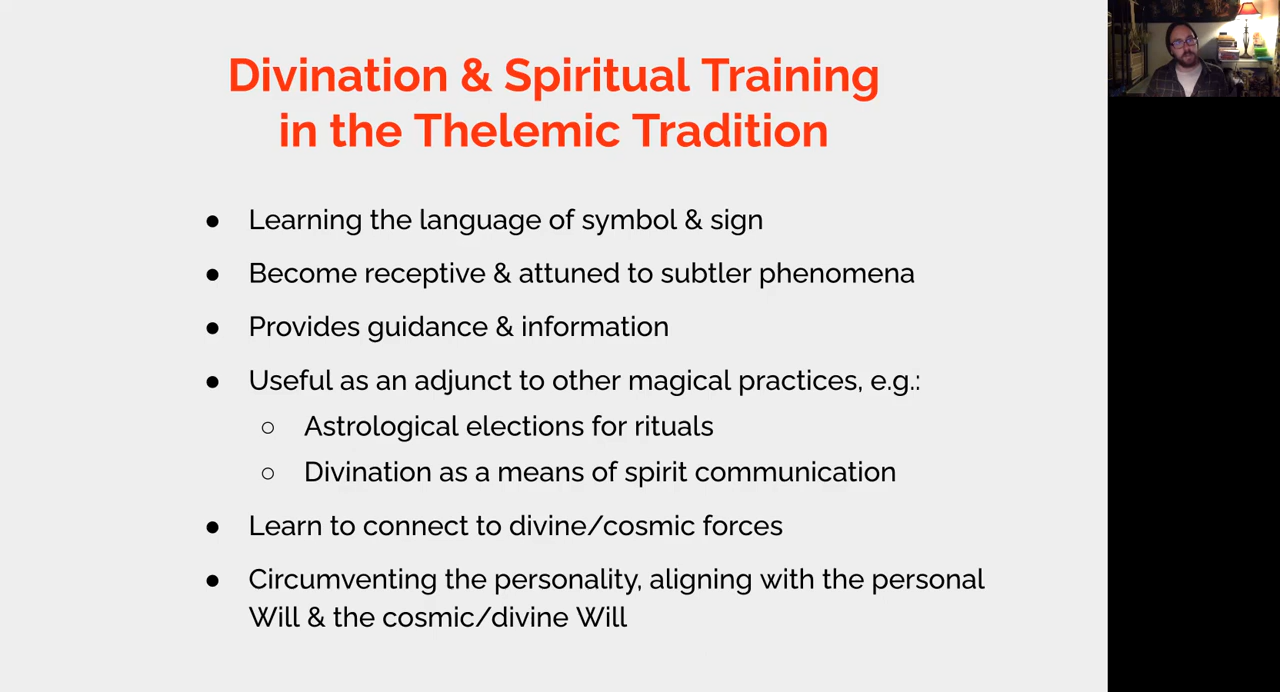 Divination & Spiritual Training
in the Thelemic Tradition
● Learning the language of symbol & sign
● Become receptive & attuned to subtler phenomena
● Provides guidance & information
● Useful as an adjunct to other magical practices, e.g.:
○ Astrological elections for rituals
○ Divination as a means of spirit communication
● Learn to connect to divine/cosmic forces
● Circumventing the personality, aligning with the personal
Will & the cosmic/divine Will